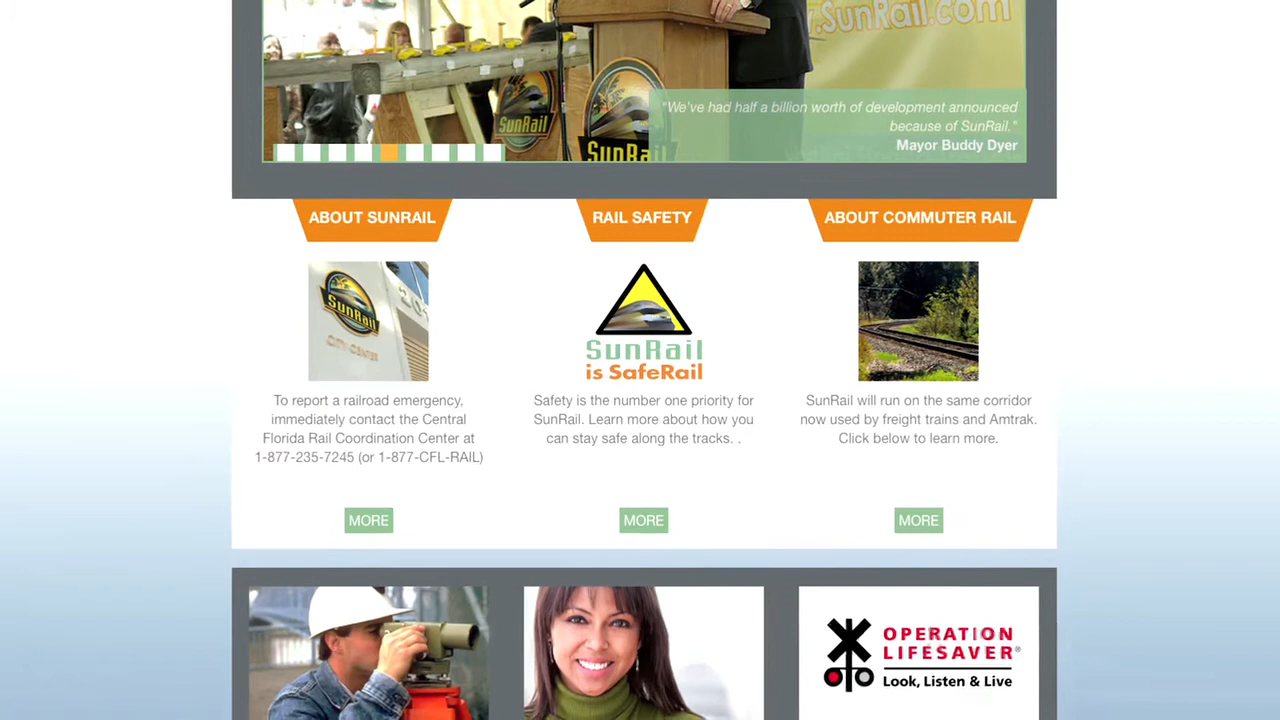 .SunRail.com
SunRail
SunRail
"We've had half a billion worth of development announced
because of SunRail."
Mayor Buddy Dyer
ABOUT SUNRAIL
RAIL SAFETY
ABOUT COMMUTER RAIL
SunRail
CITY CENTER
SunRail
is SafeRail
To report a railroad emergency,
immediately contact the Central
Florida Rail Coordination Center at
1-877-235-7245 (or 1-877-CFL-RAIL)
Safety is the number one priority for
SunRail. Learn more about how you
can stay safe along the tracks. .
SunRail will run on the same corridor
now used by freight trains and Amtrak.
Click below to learn more.
MORE
MORE
MORE
OPERATION
LIFESAVER®
Look, Listen & Live